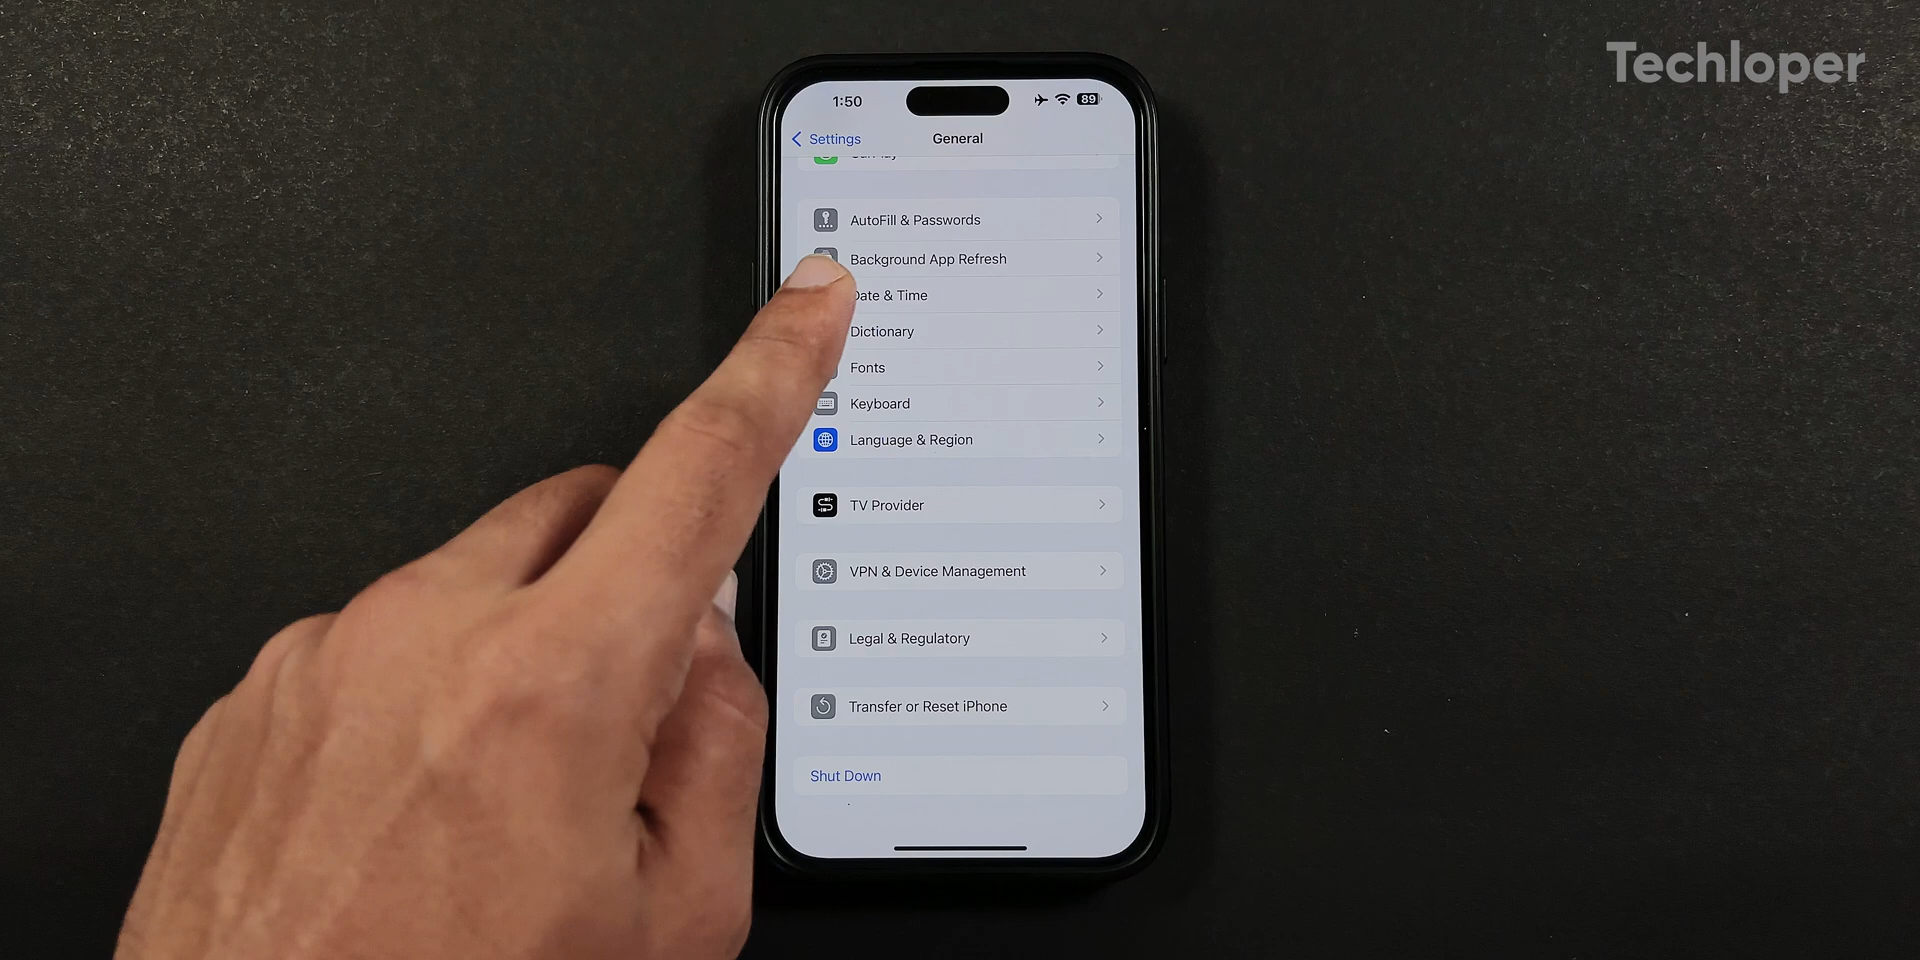 Techloper
1:50
89
Settings
General
AutoFill & Passwords
Background App Refresh
Date & Time
Dictionary
Fonts
Keyboard
Language & Region
TV Provider
VPN & Device Management
Legal & Regulatory
Transfer or Reset iPhone
Shut Down